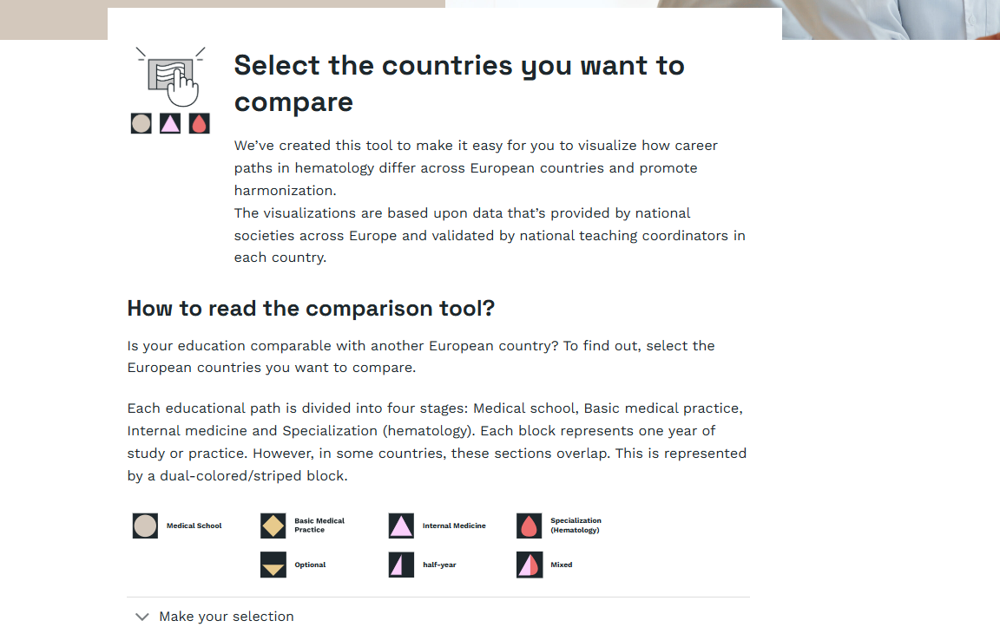 Select the countries you want to
compare
We’ve created this tool to make it easy for you to visualize how career
paths in hematology differ across European countries and promote
harmonization.
The visualizations are based upon data that’s provided by national
societies across Europe and validated by national teaching coordinators in
each country.
How to read the comparison tool?
Is your education comparable with another European country? To find out, select the
European countries you want to compare.
Each educational path is divided into four stages: Medical school, Basic medical practice,
Internal medicine and Specialization (hematology). Each block represents one year of
study or practice. However, in some countries, these sections overlap. This is represented
by a dual-colored/striped block.
Medical School
Basic Medical
Practice
Internal Medicine
Specialization
(Hematology)
Optional
half-year
Mixed
Make your selection